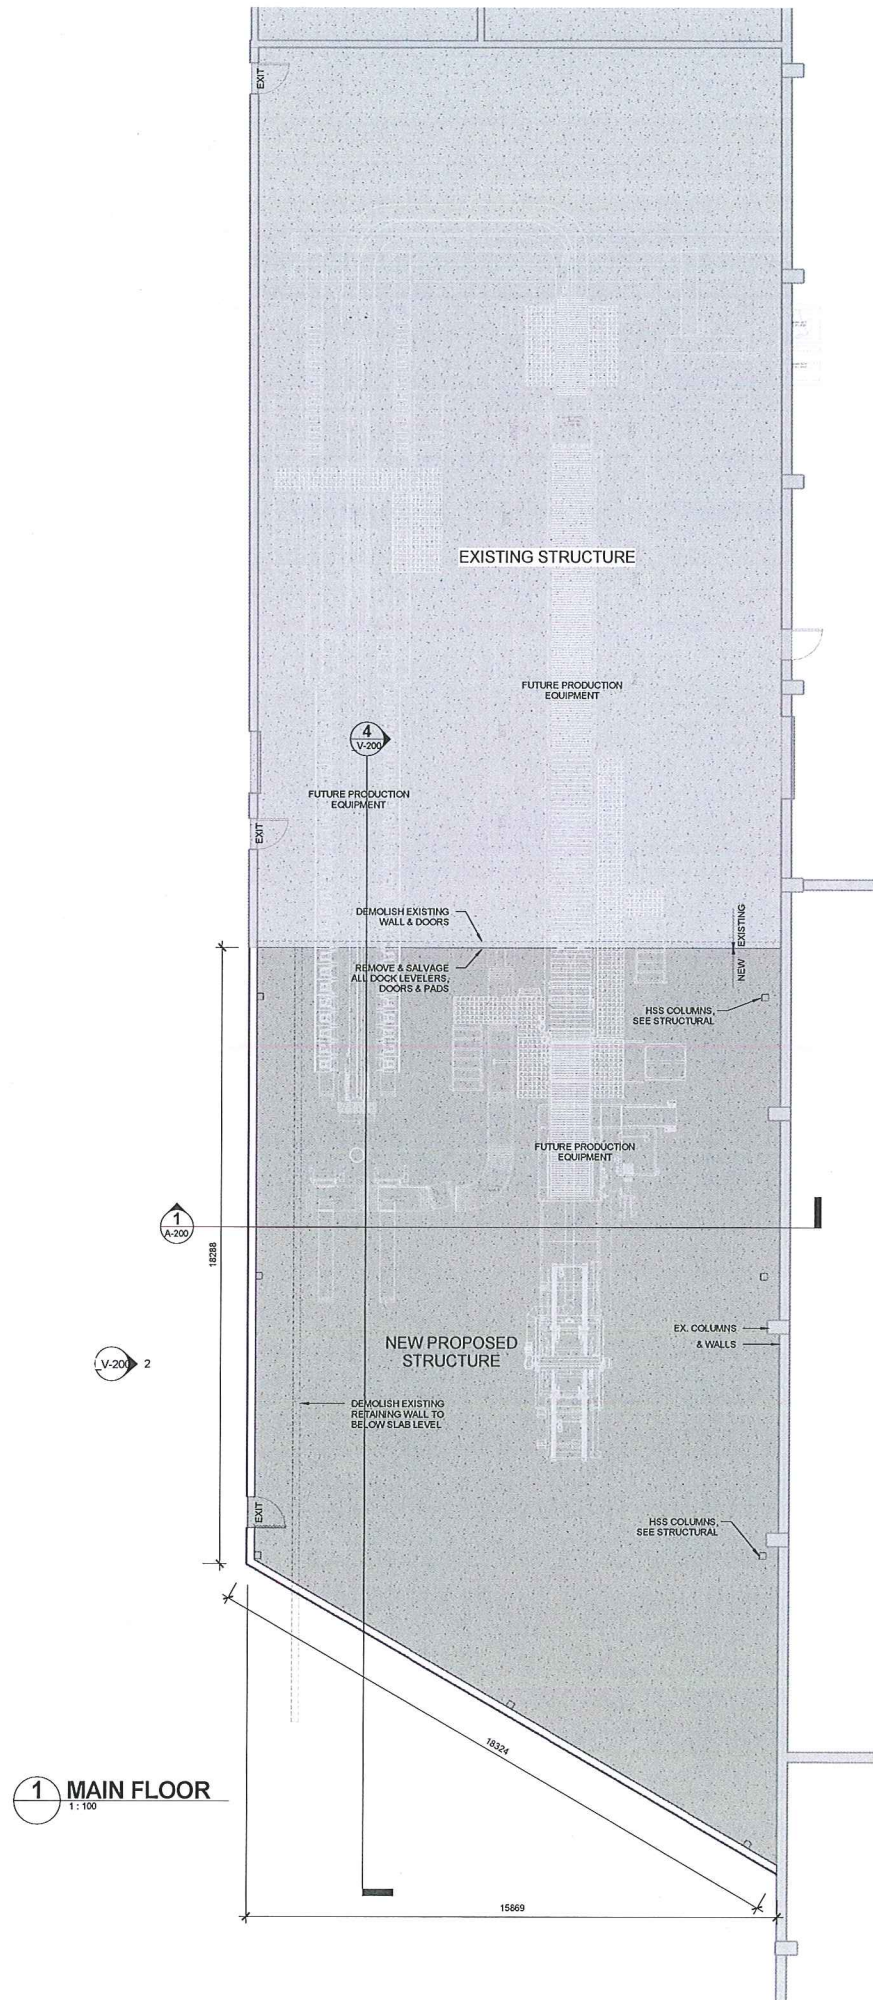 EXIT
EXISTING STRUCTURE
FUTURE PRODUCTION
EQUIPMENT
4
V-200
FUTURE PRODUCTION
EQUIPMENT
EXIT
DEMOLISH EXISTING
WALL & DOORS
REMOVE & SALVAGE
ALL DOCK LEVELERS,
DOORS & PADS
EXISTING
NEW
HSS COLUMNS,
SEE STRUCTURAL
FUTURE PRODUCTION
EQUIPMENT
1
A-200
18288
EX. COLUMNS
& WALLS
NEW PROPOSED
STRUCTURE
V-200 2
DEMOLISH EXISTING
RETAINING WALL TO
BELOW SLAB LEVEL
EXIT
HSS COLUMNS,
SEE STRUCTURAL
18324
1 MAIN FLOOR
1 : 100
15869